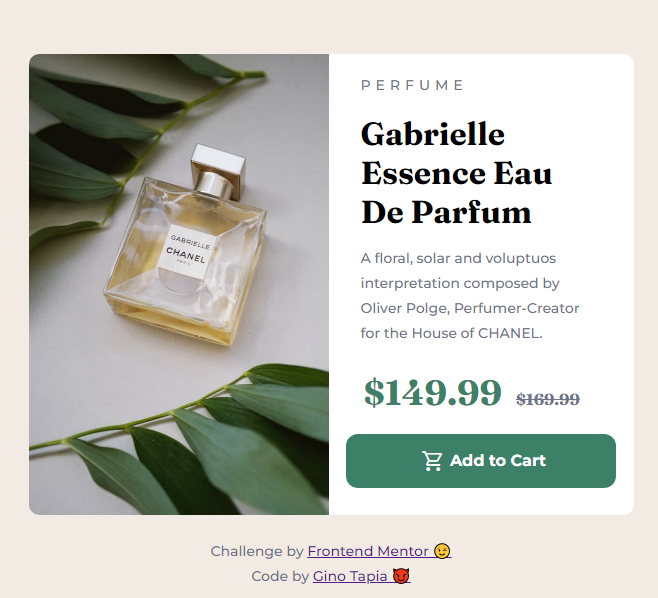 PERFUME
Gabrielle
Essence Eau
De Parfum
A floral, solar and voluptuos
interpretation composed by
Oliver Polge, Perfumer-Creator
for the House of CHANEL.
$149.99 $169.99
Add to Cart
GABRIELLE
CHANEL
PARIS
Challenge by Frontend Mentor 😉
Code by Gino Tapia 😈